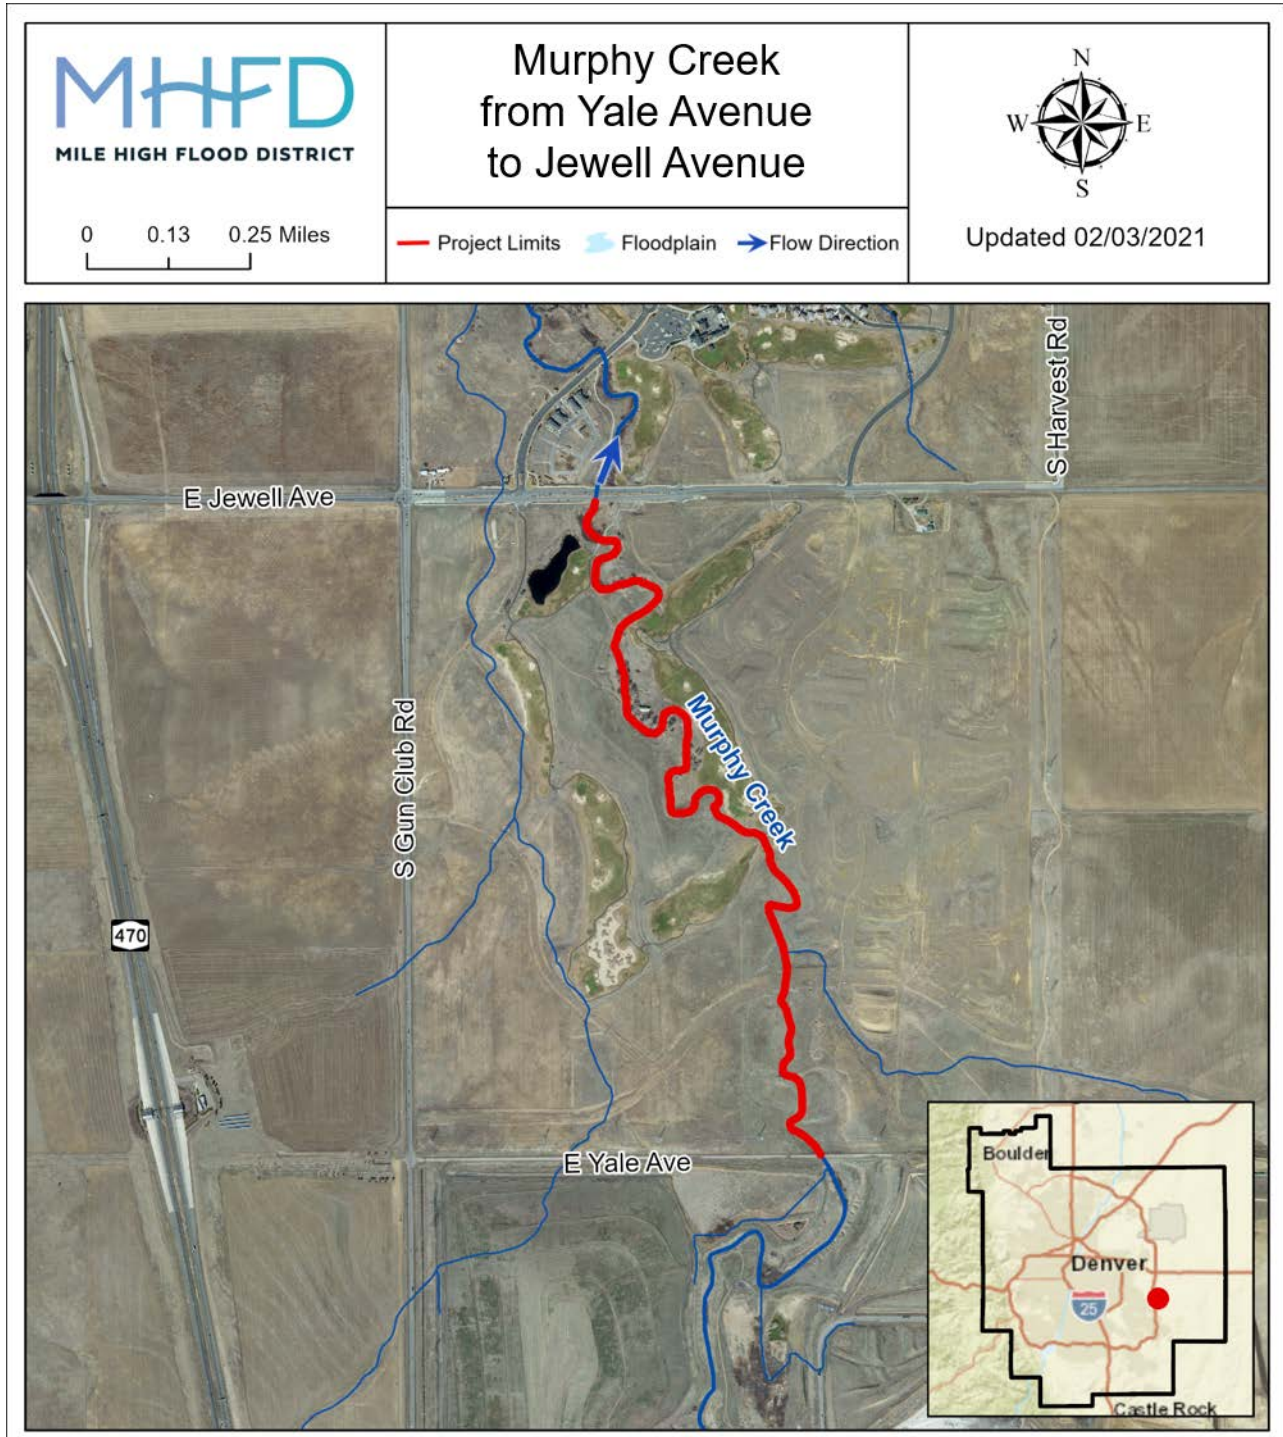 MHFD
MILE HIGH FLOOD DISTRICT
0 0.13 0.25 Miles
Murphy Creek
from Yale Avenue
to Jewell Avenue
Project Limits Floodplain Flow Direction
N
W E
S
Updated 02/03/2021
S Harvest Rd
E Jewell Ave
S Gun Club Rd
Murphy Creek
470
E Yale Ave
Boulder
Denver
25
Castle Rock